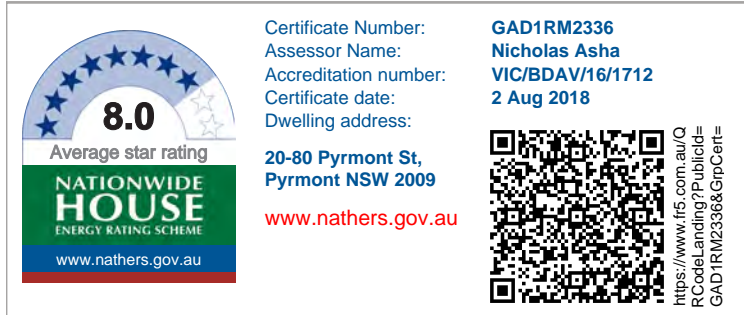 8.0
Average star rating
NATIONWIDE
HOUSE
ENERGY RATING SCHEME
www.nathers.gov.au
Certificate Number: GAD1RM2336
Assessor Name: Nicholas Asha
Accreditation number: VIC/BDAV/16/1712
Certificate date: 2 Aug 2018
Dwelling address:
20-80 Pyrmont St,
Pyrmont NSW 2009
www.nathers.gov.au
https://www.fr5.com.au/Q
RCodeLanding?PublicId=
GAD1RM2336&GrpCert=